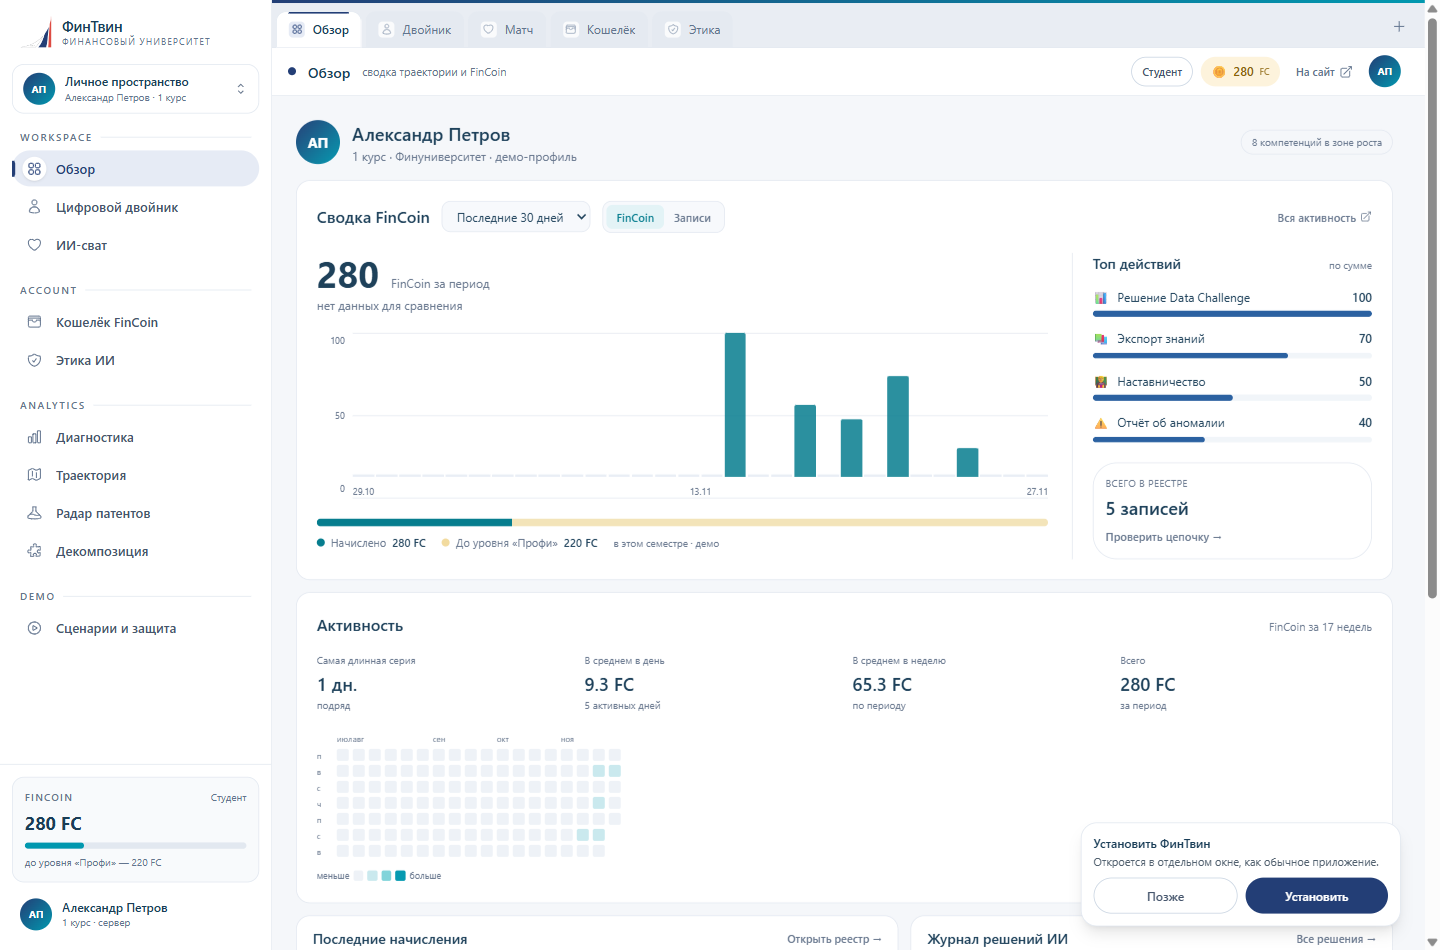 ФинТвин
ФИНАНСОВЫЙ УНИВЕРСИТЕТ
АП
Личное пространство
Александр Петров · 1 курс
WORKSPACE
Обзор
Цифровой двойник
ИИ-сват
ACCOUNT
Кошелёк FinCoin
Этика ИИ
ANALYTICS
Диагностика
Траектория
Радар патентов
Декомпозиция
DEMO
Сценарии и защита
FINCOIN
Студент
280 FC
до уровня «Профи» — 220 FC
АП
Александр Петров
1 курс · сервер
Обзор
Двойник
Матч
Кошелёк
Этика
Обзор
сводка траектории и FinCoin
Студент
280 FC
На сайт
АП
АП
Александр Петров
1 курс · Финуниверситет · демо-профиль
8 компетенций в зоне роста
Сводка FinCoin
Последние 30 дней
FinCoin
Записи
Вся активность
280 FinCoin за период
нет данных для сравнения
100
50
0
29.10
13.11
27.11
Начислено 280 FC
До уровня «Профи» 220 FC
в этом семестре · демо
Топ действий
по сумме
Решение Data Challenge 100
Экспорт знаний 70
Наставничество 50
Отчёт об аномалии 40
ВСЕГО В РЕЕСТРЕ
5 записей
Проверить цепочку →
Активность
FinCoin за 17 недель
Самая длинная серия
1 дн.
подряд
В среднем в день
9.3 FC
5 активных дней
В среднем в неделю
65.3 FC
по периоду
Всего
280 FC
за период
июл авг сен окт ноя
п
в
с
ч
п
с
в
меньше
больше
Последние начисления
Открыть реестр →
Журнал решений ИИ
Все решения →
Установить ФинТвин
Откроется в отдельном окне, как обычное приложение.
Позже
Установить